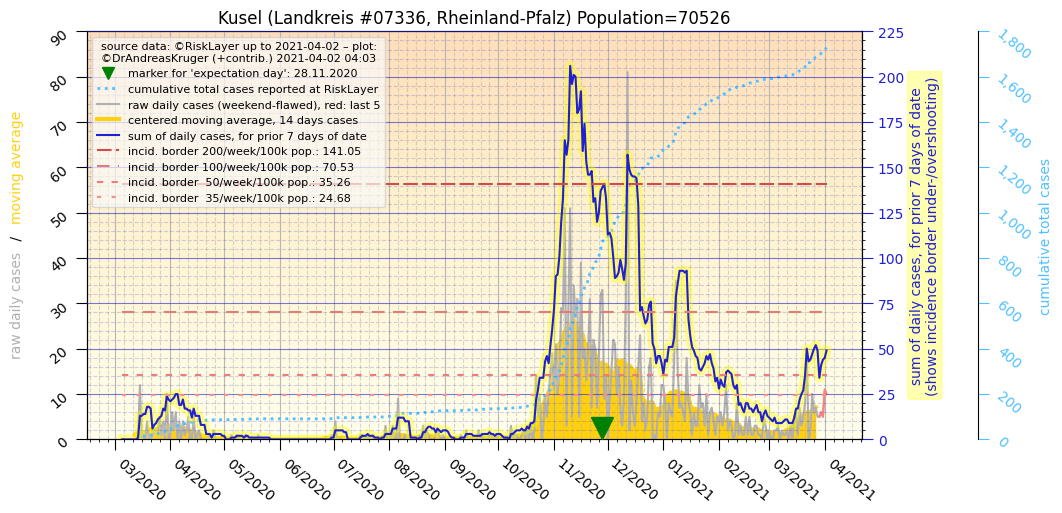 Kusel (Landkreis #07336, Rheinland-Pfalz) Population=70526
source data: ©RiskLayer up to 2021-04-02 – plot:
©DrAndreasKruger (+contrib.) 2021-04-02 04:03
marker for 'expectation day': 28.11.2020
cumulative total cases reported at RiskLayer
raw daily cases (weekend-flawed), red: last 5
centered moving average, 14 days cases
sum of daily cases, for prior 7 days of date
incid. border 200/week/100k pop.: 141.05
incid. border 100/week/100k pop.: 70.53
incid. border  50/week/100k pop.: 35.26
incid. border  35/week/100k pop.: 24.68
raw daily cases / moving average
90
80
70
60
50
40
30
20
10
0
03/2020
04/2020
05/2020
06/2020
07/2020
08/2020
09/2020
10/2020
11/2020
12/2020
01/2021
02/2021
03/2021
04/2021
225
200
175
150
125
100
75
50
25
0
sum of daily cases, for prior 7 days of date
(shows incidence border under-/overshooting)
1,800
1,600
1,400
1,200
1,000
800
600
400
200
0
cumulative total cases